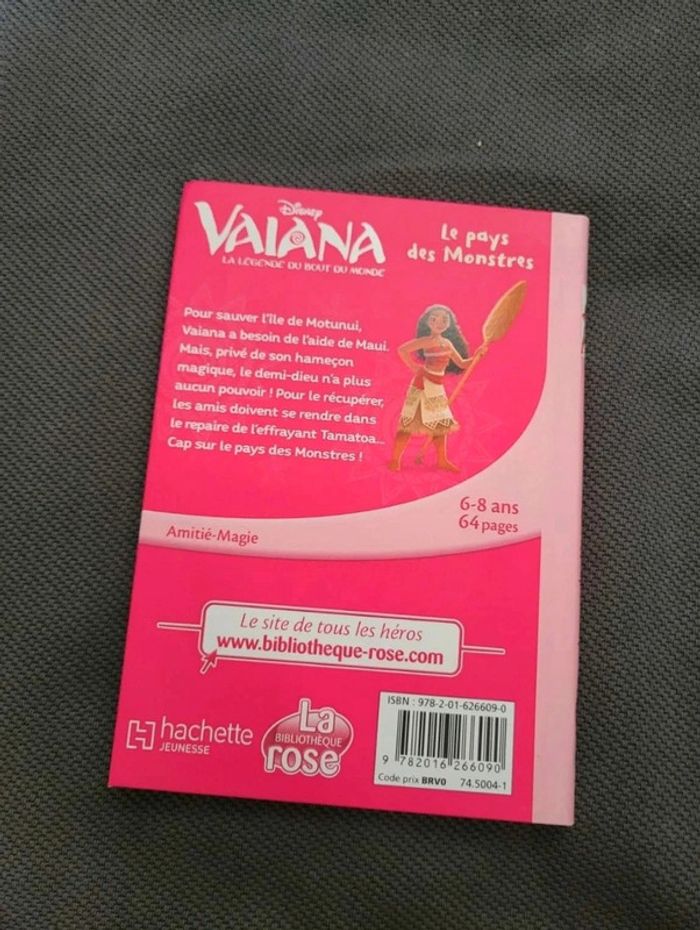 Disney
VAIANA
LA LÉGENDE DU BOUT DU MONDE
Le pays
des Monstres
Pour sauver l'île de Motunui,
Vaiana a besoin de l'aide de Maui.
Mais, privé de son hameçon
magique, le demi-dieu n'a plus
aucun pouvoir ! Pour le récupérer,
les amis doivent se rendre dans
le repaire de l'effrayant Tamatoa...
Cap sur le pays des Monstres !
6-8 ans
64 pages
Amitié-Magie
Le site de tous les héros
www.bibliotheque-rose.com
hachette
JEUNESSE
La
BIBLIOTHÈQUE
rose
ISBN : 978-2-01-626609-0
9 782016 266090
Code prix BRV0 74.5004-1